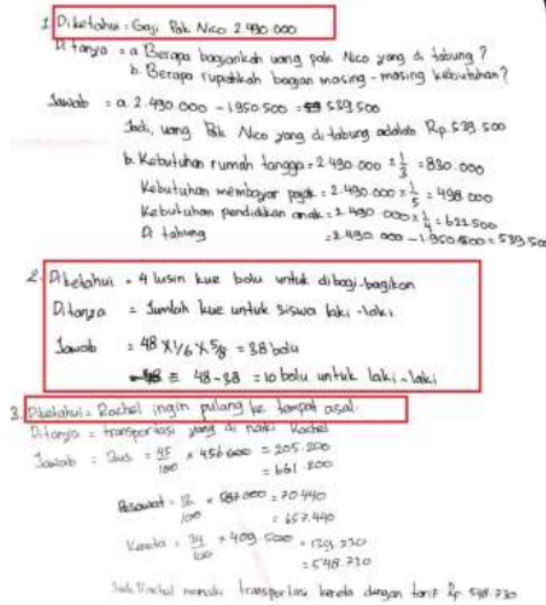 1. Diketahui = Gaji Pak Nico 2.490.000
Ditanya = a. Berapa bagiankah uang pak Nico yang di tabung?
b. Berapa rupiahkah bagian masing-masing kebutuhan?
Jawab = a. 2.490.000 - 1.950.500 = 539.500
Jadi, uang Pak Nico yang di tabung adalah Rp. 539.500
b. Kebutuhan rumah tangga = 2.490.000 x 1/3 = 830.000
Kebutuhan membayar pajak = 2.490.000 x 1/5 = 498.000
Kebutuhan pendidikan anak = 2.490.000 x 1/4 = 622.500
Di tabung = 2.490.000 - 1.950.500 = 539.500
2. Diketahui = 4 lusin kue bolu untuk dibagi-bagikan
Ditanya = Jumlah kue untuk siswa laki-laki
Jawab = 48 x 1/6 x 5/8 = 38 bolu
= 48 - 38 = 10 bolu untuk laki-laki
3. Diketahui = Rachel ingin pulang ke tempat asal.
Ditanya = transportasi yang di naiki Rachel
Jawab = Bus = 45/100 x 456.000 = 205.200
= 661.200
Pesawat = 12/100 x 587.000 = 70.440
= 657.440
Kereta = 34/100 x 409.500 = 139.230
= 548.730
Jadi, Rachel menaiki transportasi kereta dengan tarif Rp. 548.730